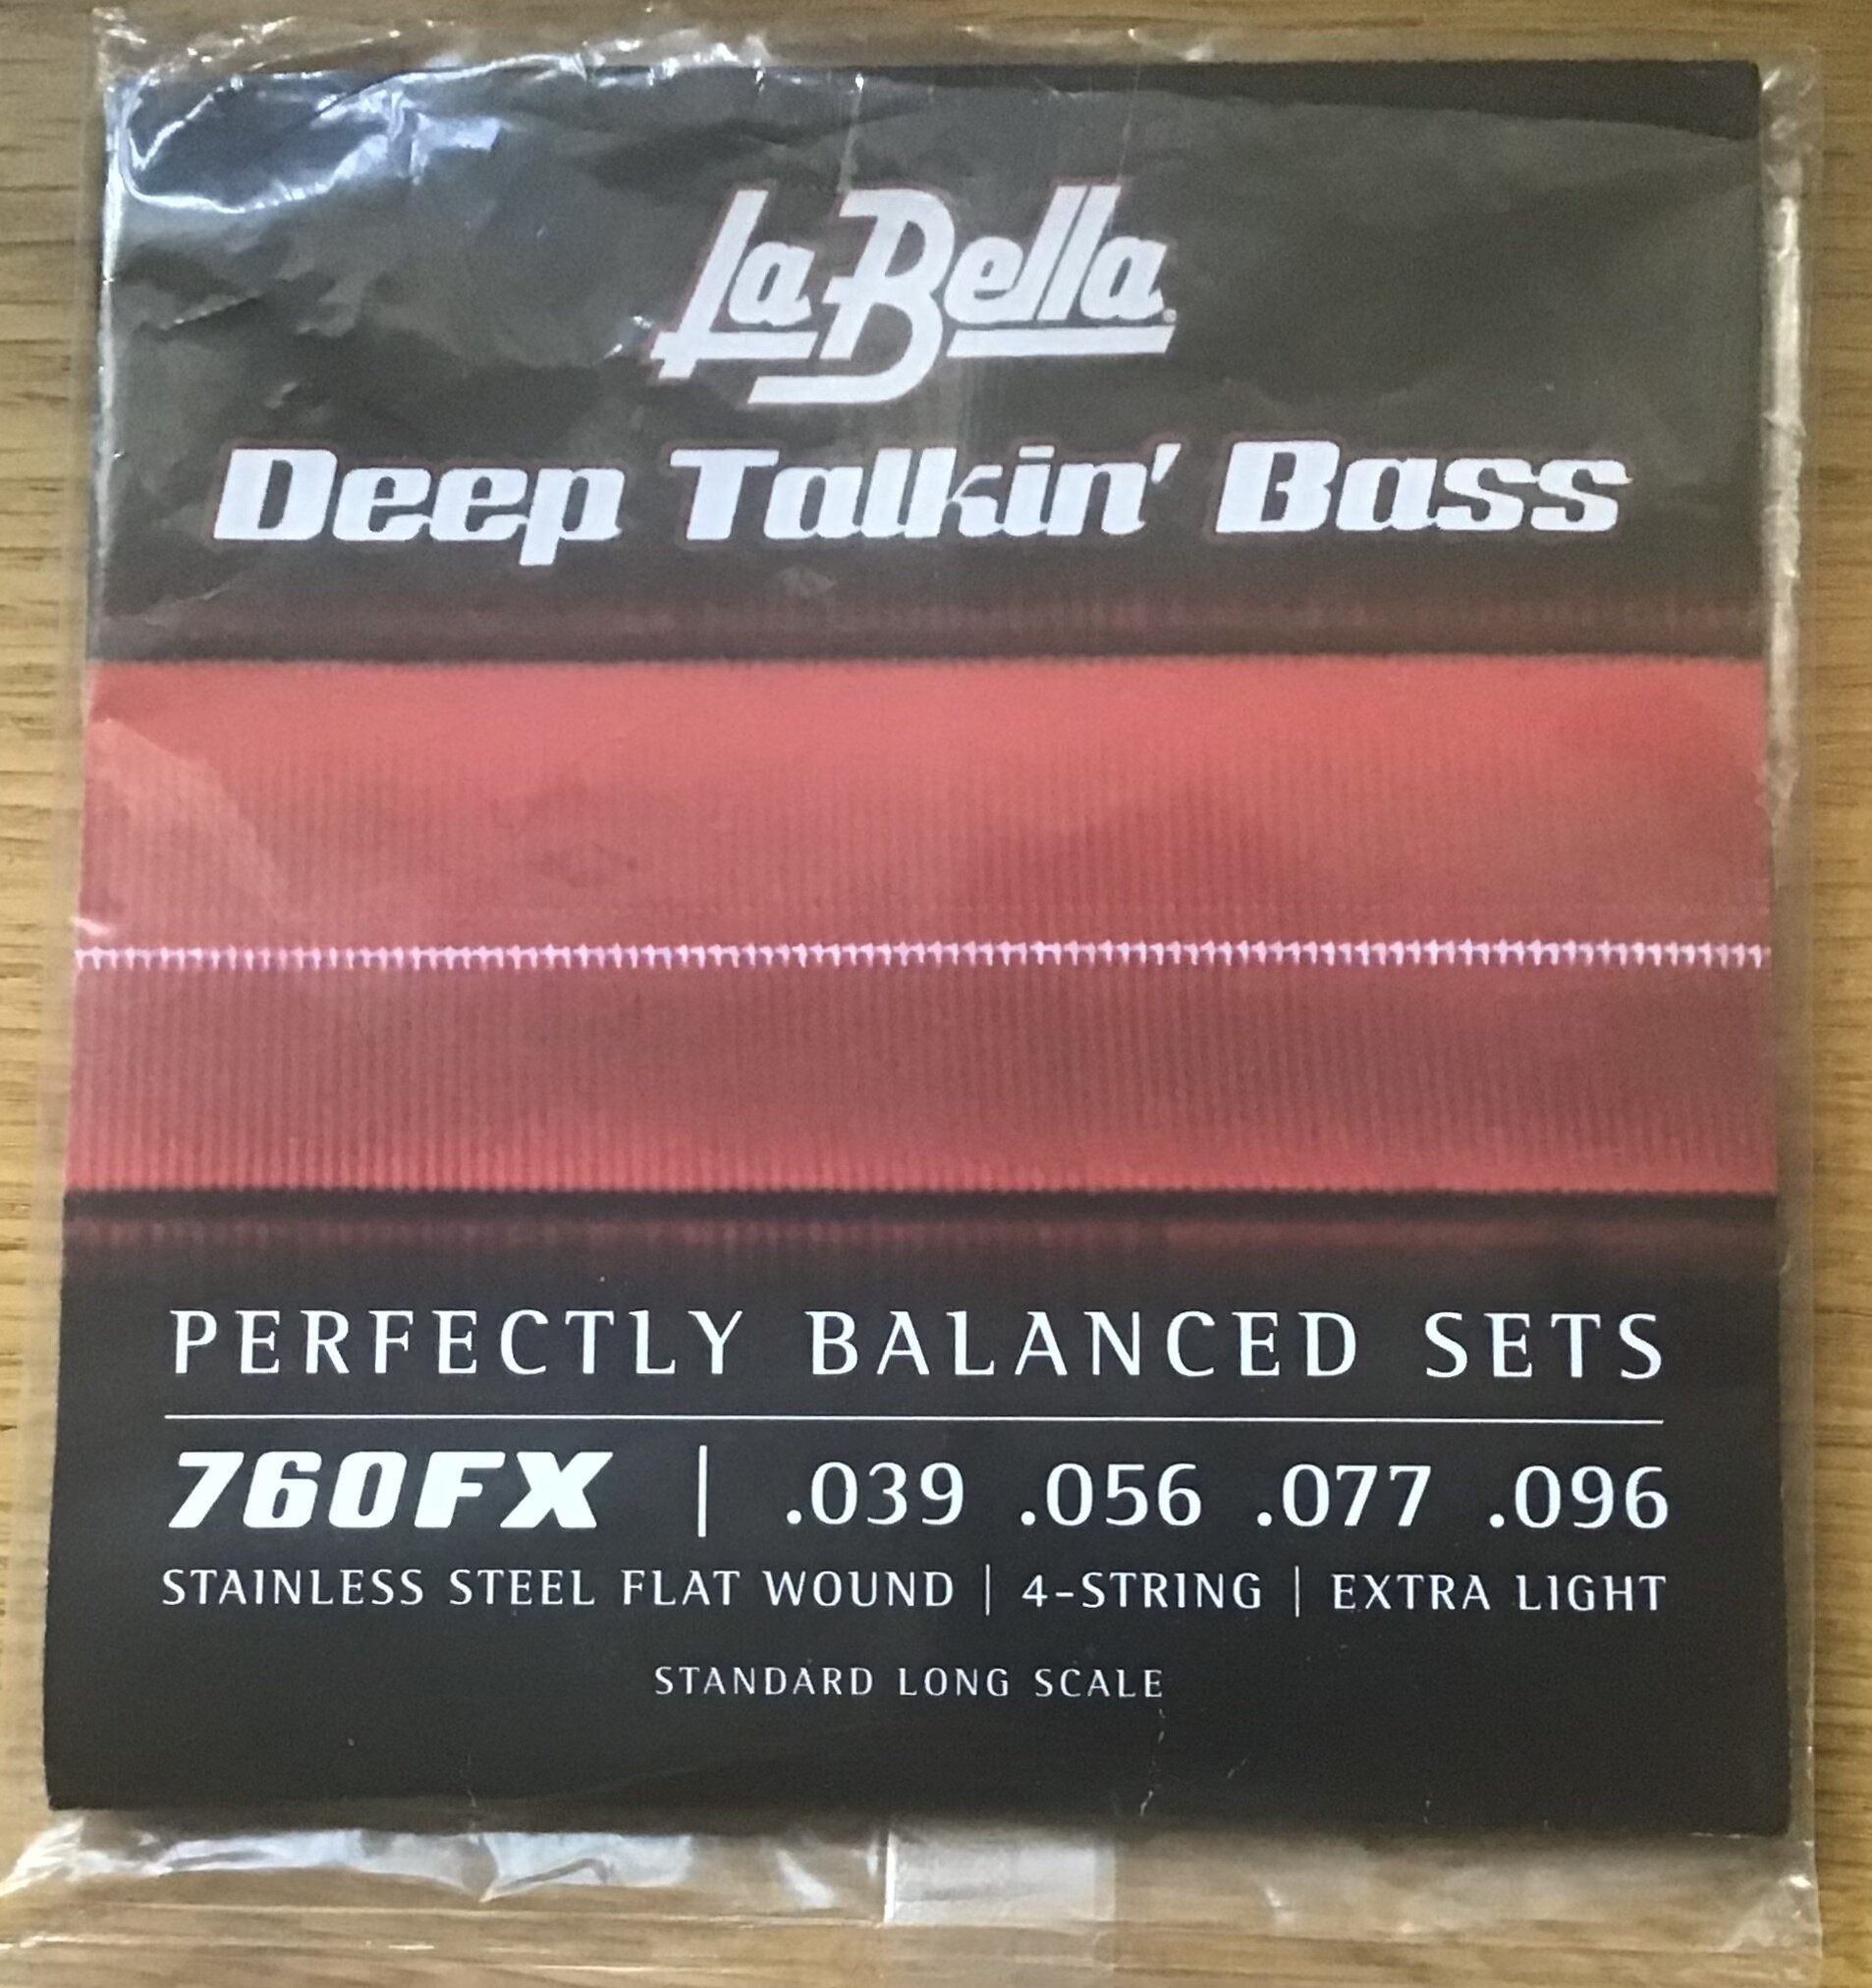 La Bella
Deep Talkin' Bass
PERFECTLY BALANCED SETS
760FX | .039 .056 .077 .096
STAINLESS STEEL FLAT WOUND | 4-STRING | EXTRA LIGHT
STANDARD LONG SCALE